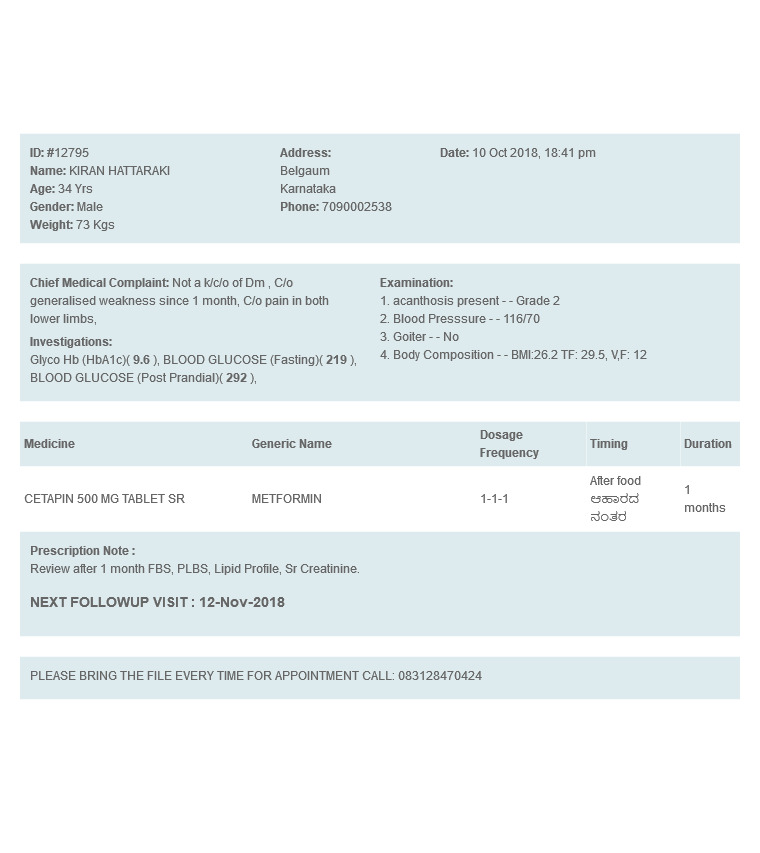 ID: #12795
Name: KIRAN HATTARAKI
Age: 34 Yrs
Gender: Male
Weight: 73 Kgs
Address:
Belgaum
Karnataka
Phone: 7090002538
Date: 10 Oct 2018, 18:41 pm
Chief Medical Complaint: Not a k/c/o of Dm , C/o
generalised weakness since 1 month, C/o pain in both
lower limbs,
Investigations:
Glyco Hb (HbA1c)( 9.6 ), BLOOD GLUCOSE (Fasting)( 219 ),
BLOOD GLUCOSE (Post Prandial)( 292 ),
Examination:
1. acanthosis present - - Grade 2
2. Blood Presssure - - 116/70
3. Goiter - - No
4. Body Composition - - BMI:26.2 TF: 29.5, V,F: 12
Medicine Generic Name Dosage Frequency Timing Duration
CETAPIN 500 MG TABLET SR METFORMIN 1-1-1 After food ಆಹಾರದ ನಂತರ 1 months
Prescription Note :
Review after 1 month FBS, PLBS, Lipid Profile, Sr Creatinine.
NEXT FOLLOWUP VISIT : 12-Nov-2018
PLEASE BRING THE FILE EVERY TIME FOR APPOINTMENT CALL: 083128470424